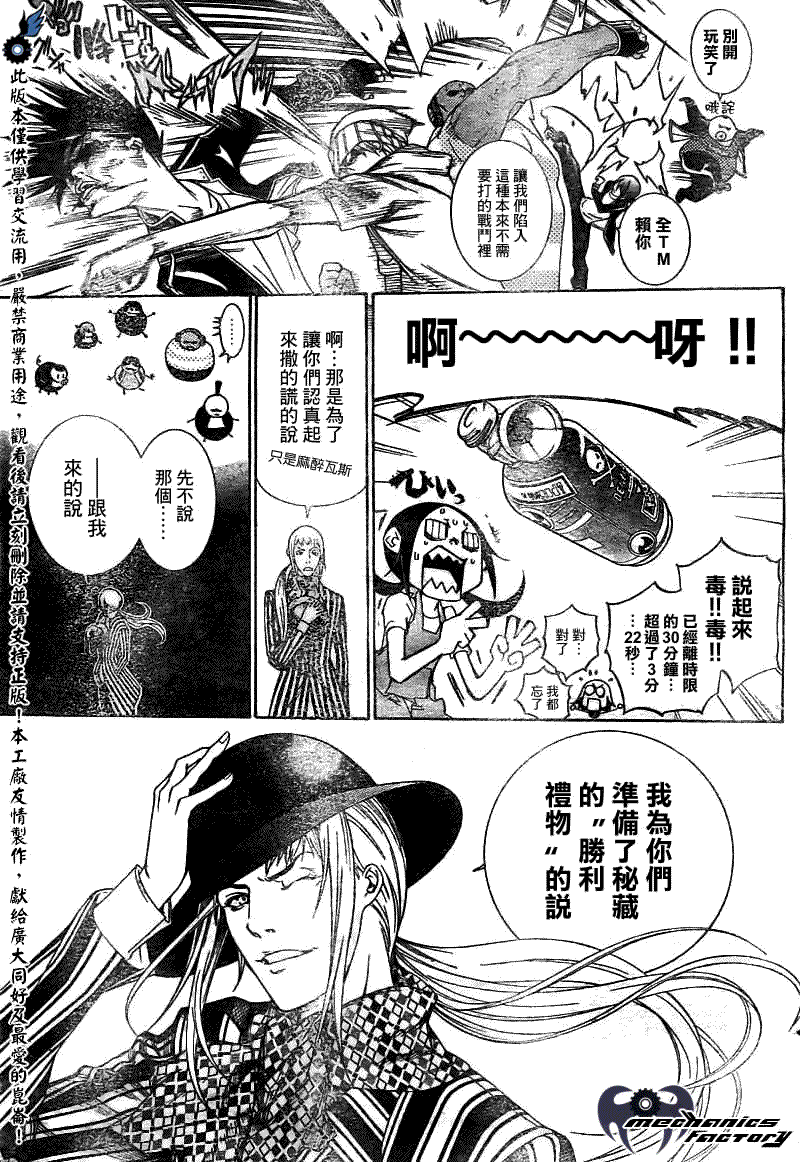 別開
玩笑了
哦詫
全TM
賴你
讓我們陷入
這種本來不需
要打的戰鬥裡
啊～～～～～呀!!
ひいっ
說起來
毒!!毒!!
已經離時限
的30分鐘…
超過了3分
…22秒…
對…
對了
我都
忘了
啊…那是為了
讓你們認真起
來撒的謊的說
只是麻醉瓦斯
……
先不說
那個……
——跟我
來的說
我為你們
準備了秘藏
的〝勝利
禮物〞的說
此版本僅供學習交流用，嚴禁商業用途，觀看後請立刻刪除並請支持正版！本工廠友情製作，獻給廣大同好及最愛的崑崙！
mechanics
Factory